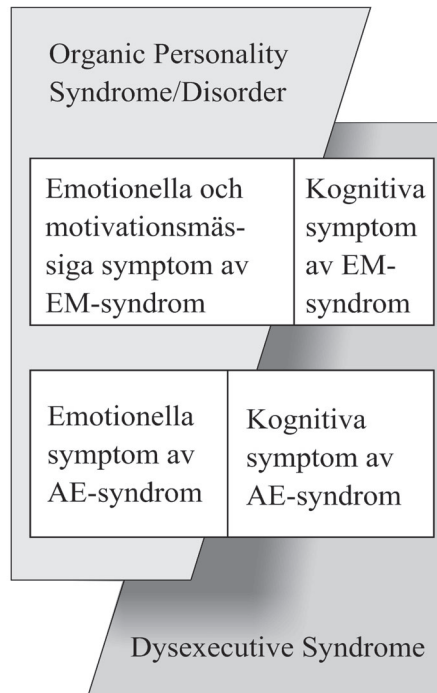 Organic Personality
Syndrome/Disorder
Emotionella och
motivationsmäs-
siga symptom av
EM-syndrom
Kognitiva
symptom
av EM-
syndrom
Emotionella
symptom av
AE-syndrom
Kognitiva
symptom av
AE-syndrom
Dysexecutive Syndrome